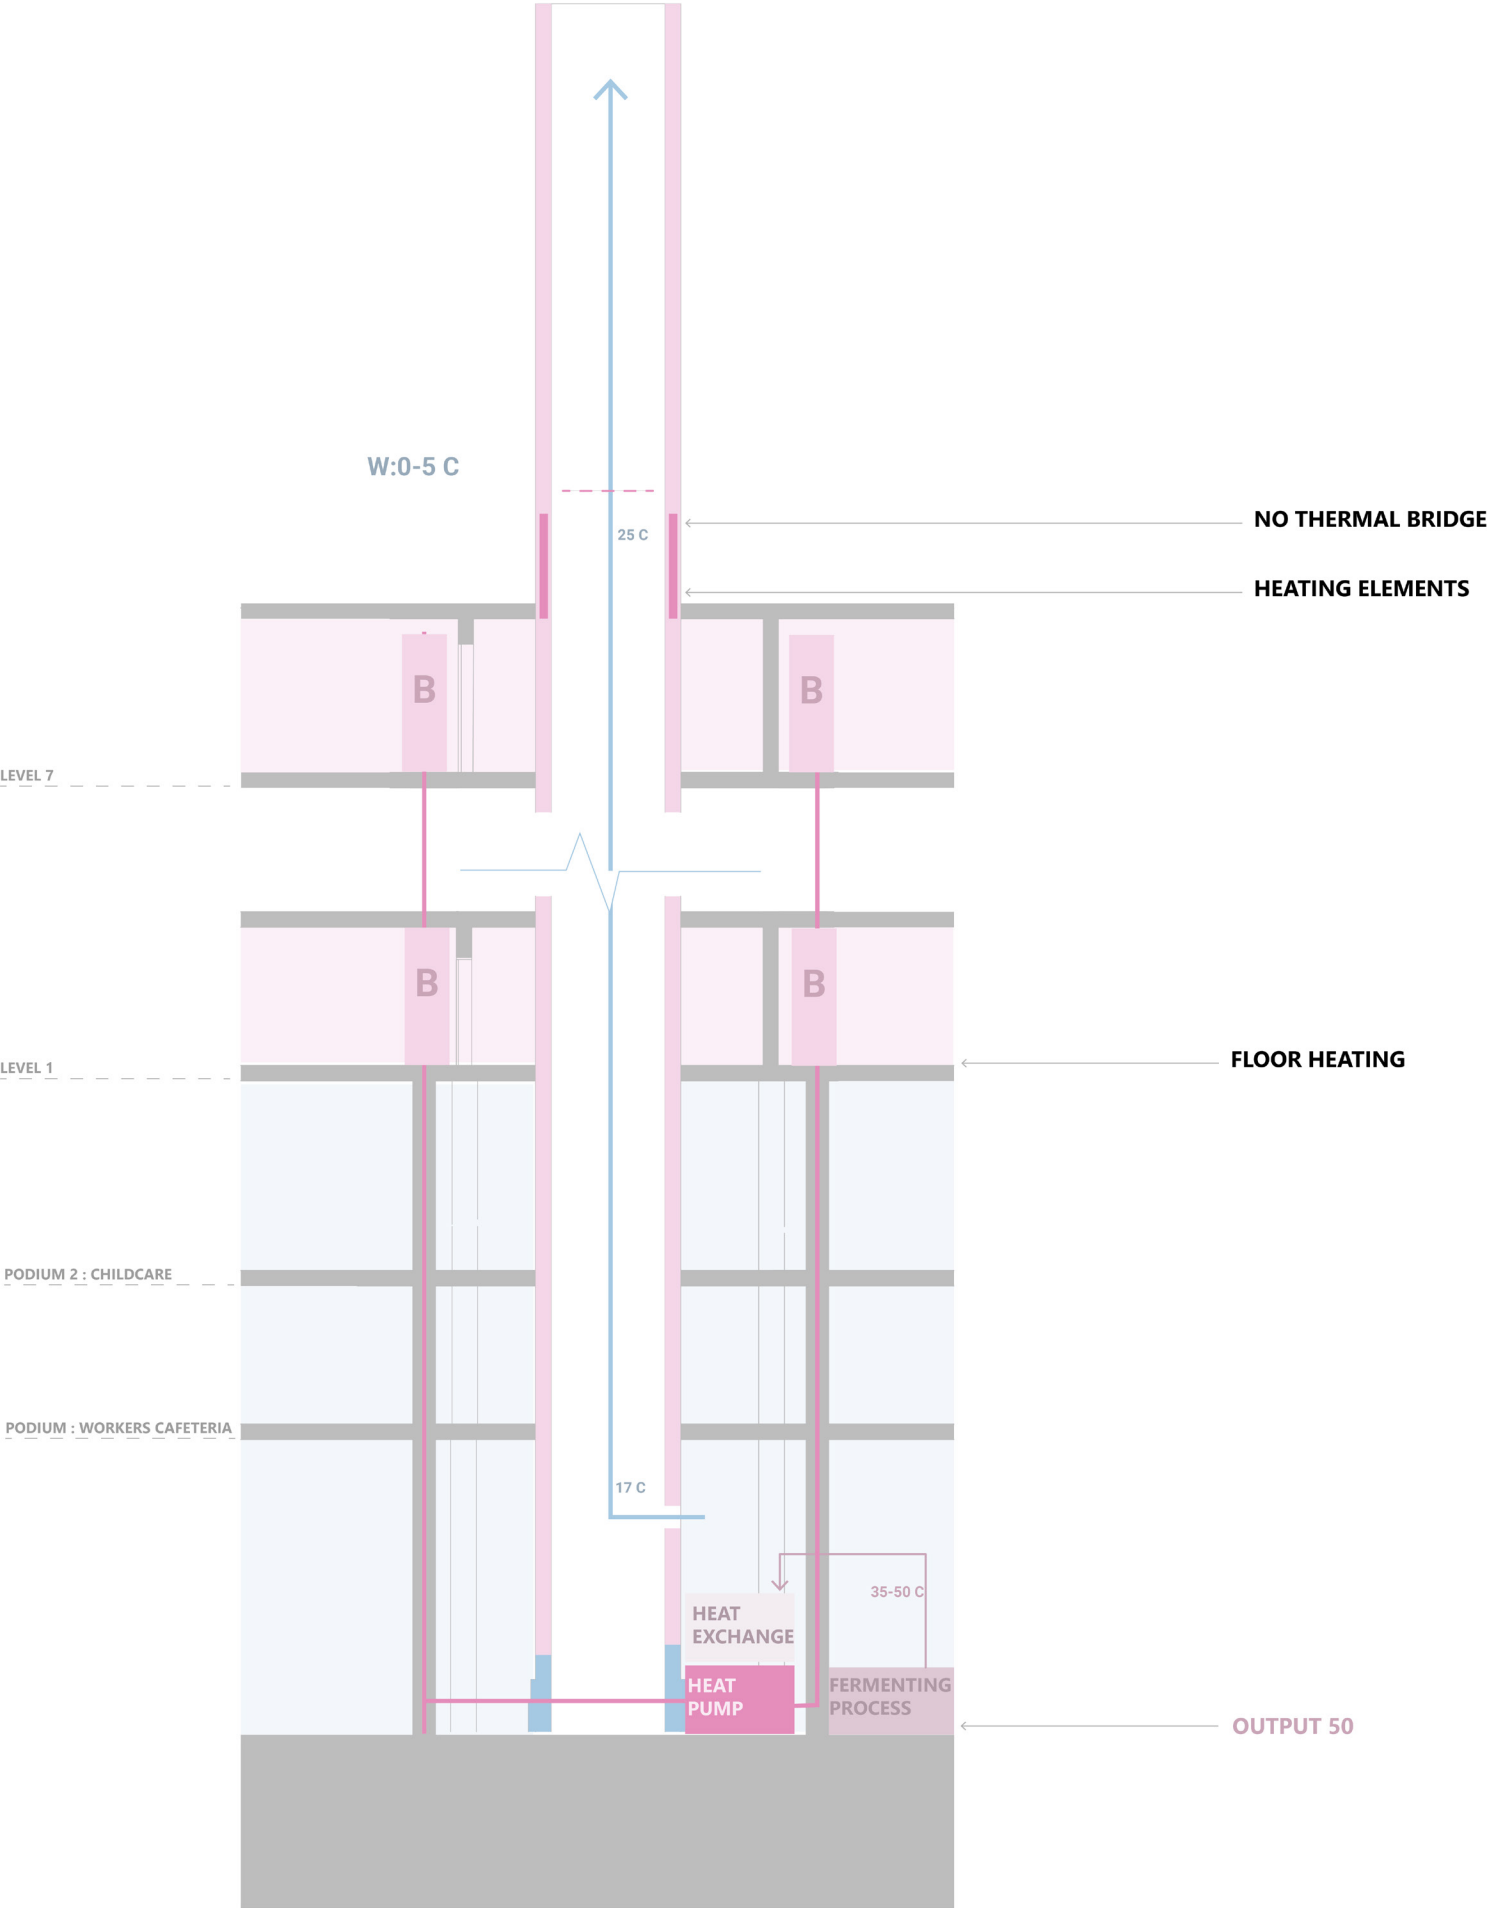 W:0-5 C
25 C
NO THERMAL BRIDGE
HEATING ELEMENTS
B
B
LEVEL 7
B
B
LEVEL 1
FLOOR HEATING
PODIUM 2 : CHILDCARE
PODIUM : WORKERS CAFETERIA
17 C
35-50 C
HEAT
EXCHANGE
HEAT
PUMP
FERMENTING
PROCESS
OUTPUT 50